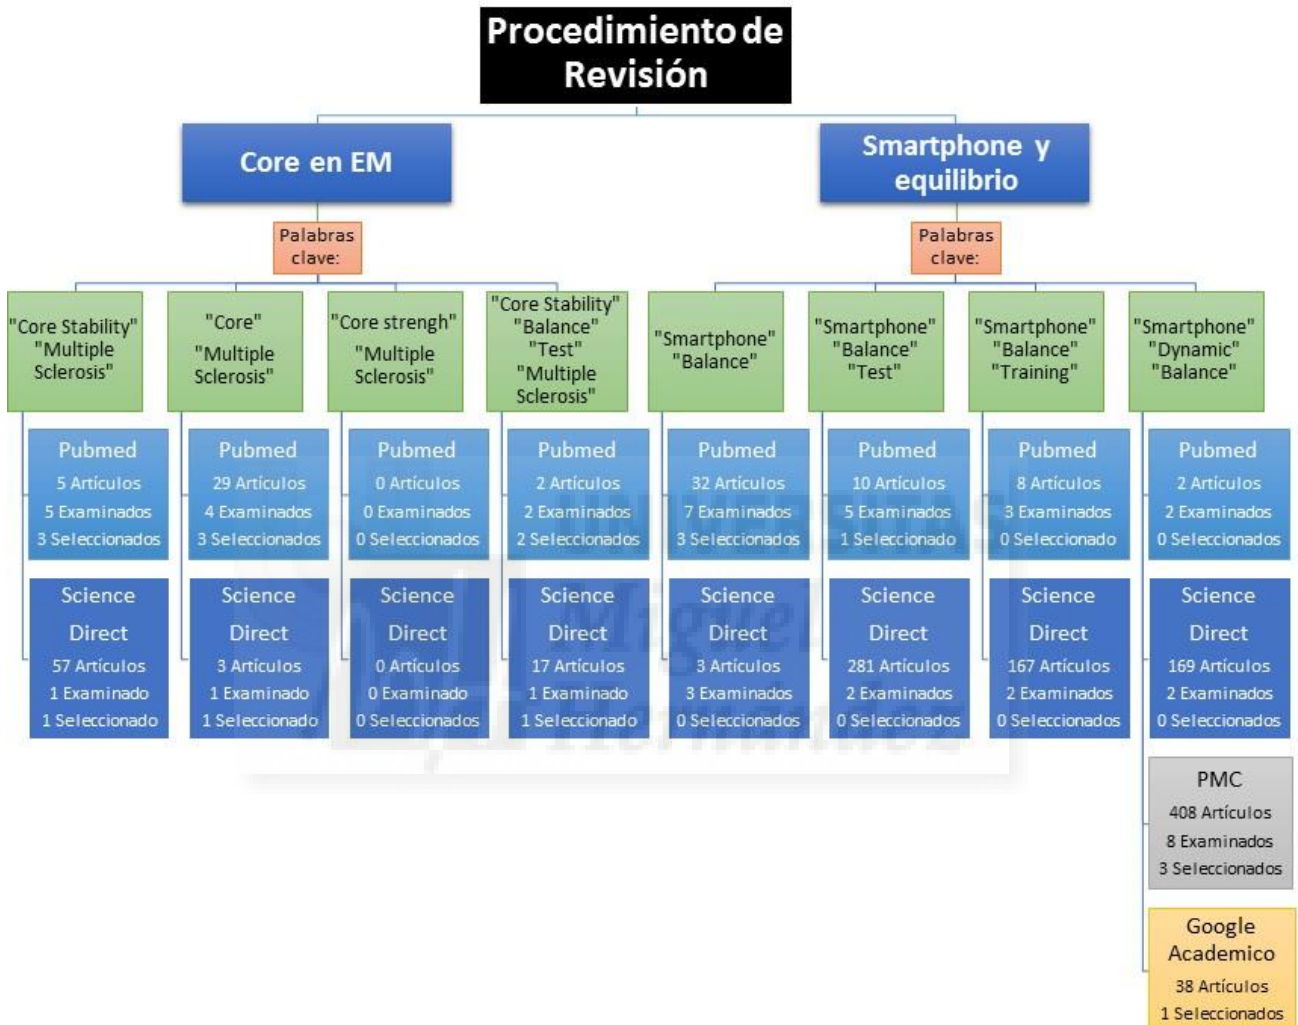 Procedimiento de
Revisión
Core en EM
Smartphone y
equilibrio
Palabras
clave:
Palabras
clave:
"Core Stability"
"Multiple
Sclerosis"
"Core"
"Multiple
Sclerosis"
"Core strengh"
"Multiple
Sclerosis"
"Core Stability"
"Balance"
"Test"
"Multiple
Sclerosis"
"Smartphone"
"Balance"
"Smartphone"
"Balance"
"Test"
"Smartphone"
"Balance"
"Training"
"Smartphone"
"Dynamic"
"Balance"
Pubmed
5 Artículos
5 Examinados
3 Seleccionados
Pubmed
29 Artículos
4 Examinados
3 Seleccionados
Pubmed
0 Artículos
0 Examinados
0 Seleccionados
Pubmed
2 Artículos
2 Examinados
2 Seleccionados
Pubmed
32 Artículos
7 Examinados
3 Seleccionados
Pubmed
10 Artículos
5 Examinados
1 Seleccionado
Pubmed
8 Artículos
3 Examinados
0 Seleccionado
Pubmed
2 Artículos
2 Examinados
0 Seleccionados
Science
Direct
57 Artículos
1 Examinado
1 Seleccionado
Science
Direct
3 Artículos
1 Examinado
1 Seleccionado
Science
Direct
0 Artículos
0 Examinado
0 Seleccionados
Science
Direct
17 Artículos
1 Examinado
1 Seleccionado
Science
Direct
3 Artículos
3 Examinados
0 Seleccionados
Science
Direct
281 Artículos
2 Examinados
0 Seleccionados
Science
Direct
167 Artículos
2 Examinados
0 Seleccionados
Science
Direct
169 Artículos
2 Examinados
0 Seleccionados
PMC
408 Artículos
8 Examinados
3 Seleccionados
Google
Academico
38 Artículos
1 Seleccionados
UNIVERSITAS
Miguel
Hernández